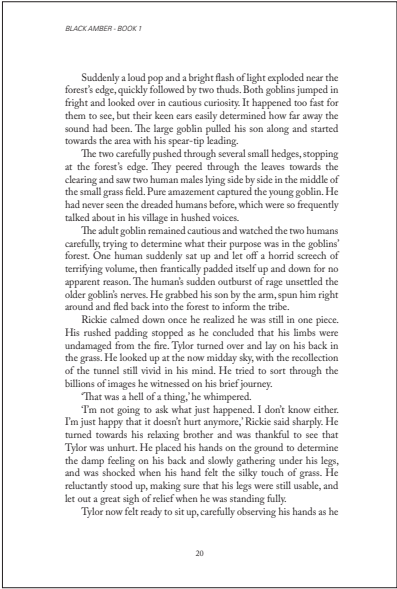 BLACK AMBER - BOOK 1
Suddenly a loud pop and a bright flash of light exploded near the
forest's edge, quickly followed by two thuds. Both goblins jumped in
fright and looked over in cautious curiosity. It happened too fast for
them to see, but their keen ears easily determined how far away the
sound had been. The large goblin pulled his son along and started
towards the area with his spear-tip leading.
The two carefully pushed through several small hedges, stopping
at the forest's edge. They peered through the leaves towards the
clearing and saw two human males lying side by side in the middle of
the small grass field. Pure amazement captured the young goblin. He
had never seen the dreaded humans before, which were so frequently
talked about in his village in hushed voices.
The adult goblin remained cautious and watched the two humans
carefully, trying to determine what their purpose was in the goblins'
forest. One human suddenly sat up and let off a horrid screech of
terrifying volume, then frantically padded itself up and down for no
apparent reason. The human's sudden outburst of rage unsettled the
older goblin's nerves. He grabbed his son by the arm, spun him right
around and fled back into the forest to inform the tribe.
Rickie calmed down once he realized he was still in one piece.
His rushed padding stopped as he concluded that his limbs were
undamaged from the fire. Tylor turned over and lay on his back in
the grass. He looked up at the now midday sky, with the recollection
of the tunnel still vivid in his mind. He tried to sort through the
billions of images he witnessed on his brief journey.
'That was a hell of a thing,' he whimpered.
'I'm not going to ask what just happened. I don't know either.
I'm just happy that it doesn't hurt anymore,' Rickie said sharply. He
turned towards his relaxing brother and was thankful to see that
Tylor was unhurt. He placed his hands on the ground to determine
the damp feeling on his back and slowly gathering under his legs,
and was shocked when his hand felt the silky touch of grass. He
reluctantly stood up, making sure that his legs were still usable, and
let out a great sigh of relief when he was standing fully.
Tylor now felt ready to sit up, carefully observing his hands as he
20